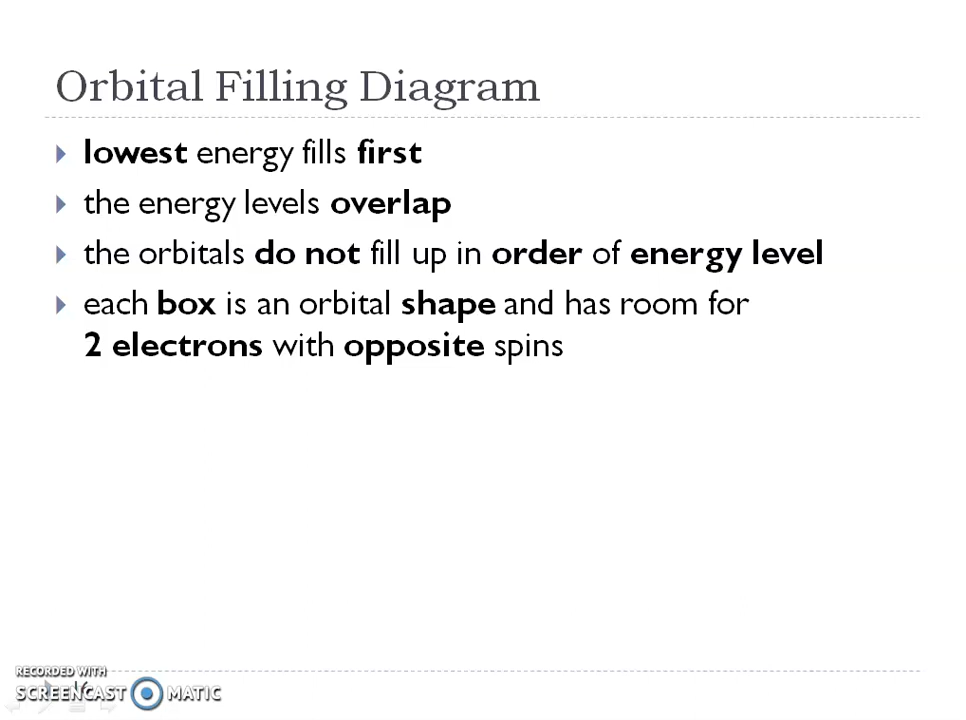 Orbital Filling Diagram
lowest energy fills first
the energy levels overlap
the orbitals do not fill up in order of energy level
each box is an orbital shape and has room for
2 electrons with opposite spins
RECORDED WITH
SCREENCAST MATIC